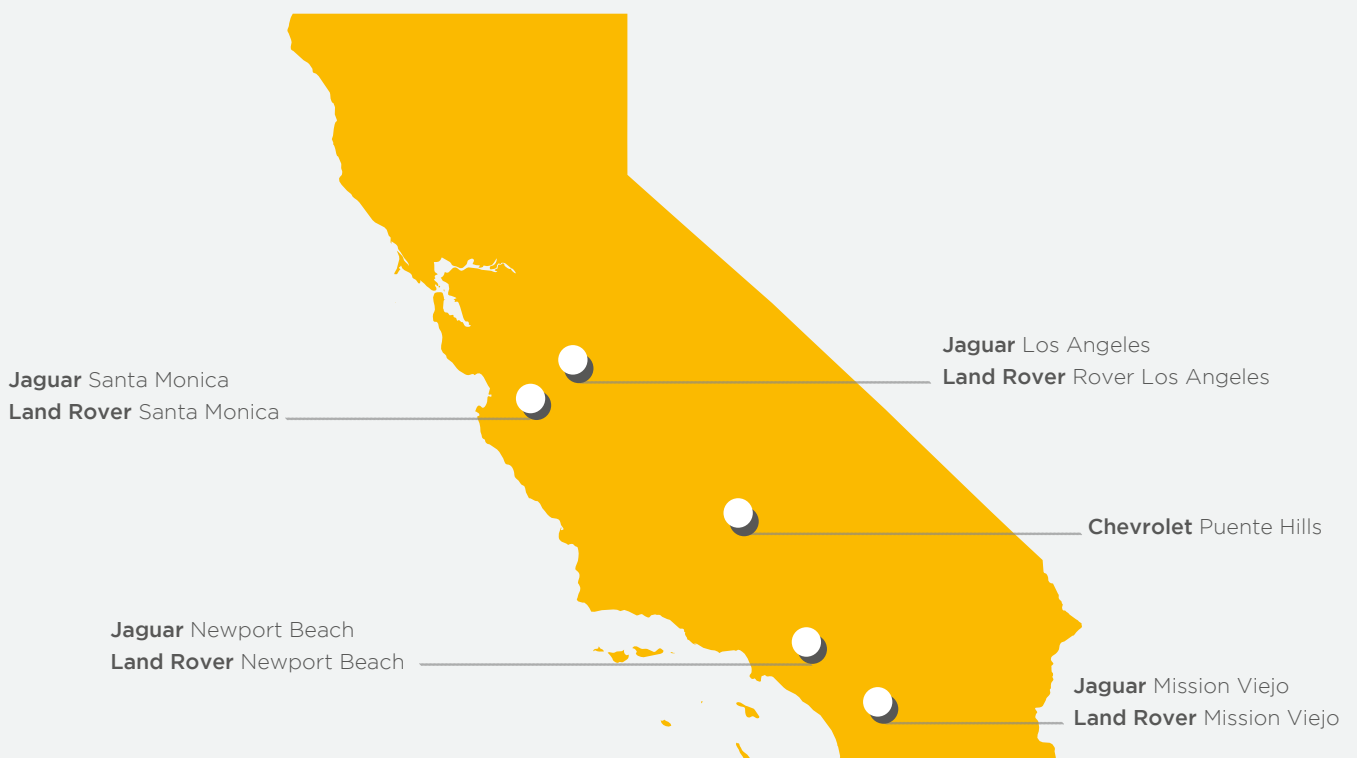 Jaguar Los Angeles
Land Rover Rover Los Angeles
Jaguar Santa Monica
Land Rover Santa Monica
Chevrolet Puente Hills
Jaguar Newport Beach
Land Rover Newport Beach
Jaguar Mission Viejo
Land Rover Mission Viejo